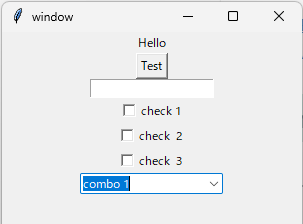 window
Hello
Test
check 1
check  2
check  3
combo 1